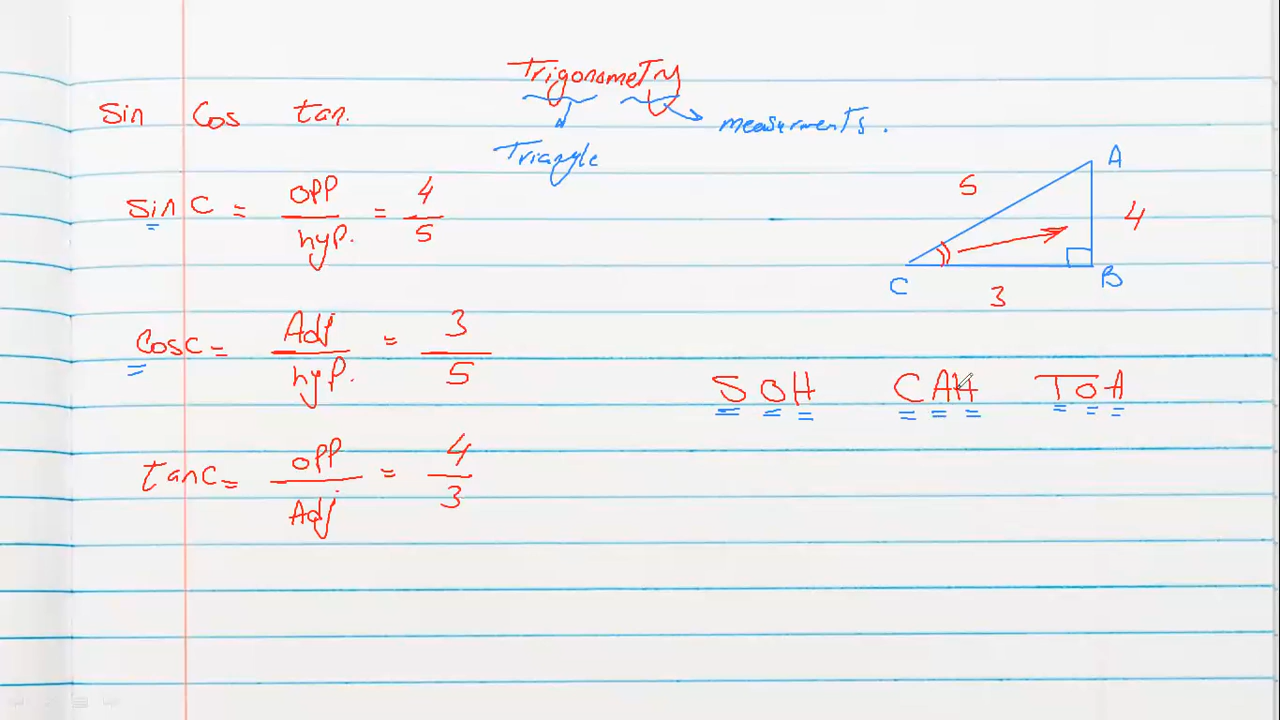 TrigonomeTry
Sin Cos tan.
measurments.
Triangle
Sin C = OPP / hyp. = 4 / 5
Cos C = Adj / hyp. = 3 / 5
tan C = OPP / Adj = 4 / 3
A
5
4
C
B
3
SOH CAH TOA